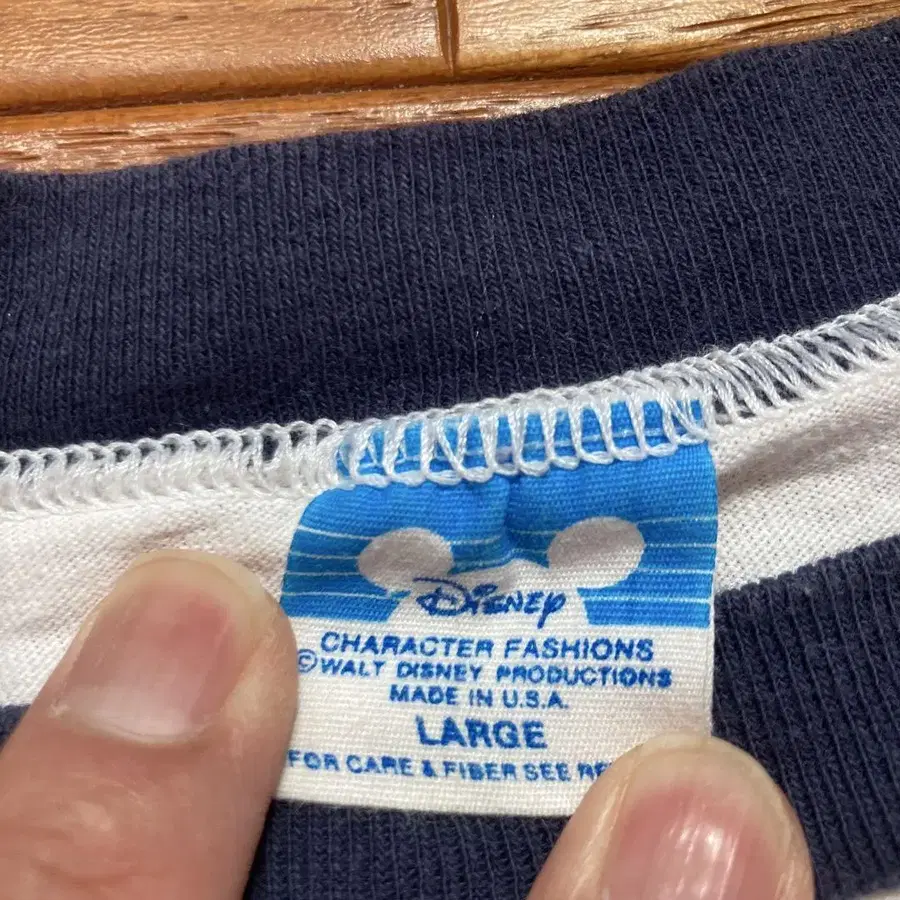 Disney
CHARACTER FASHIONS
©WALT DISNEY PRODUCTIONS
MADE IN U.S.A.
LARGE
FOR CARE & FIBER SEE